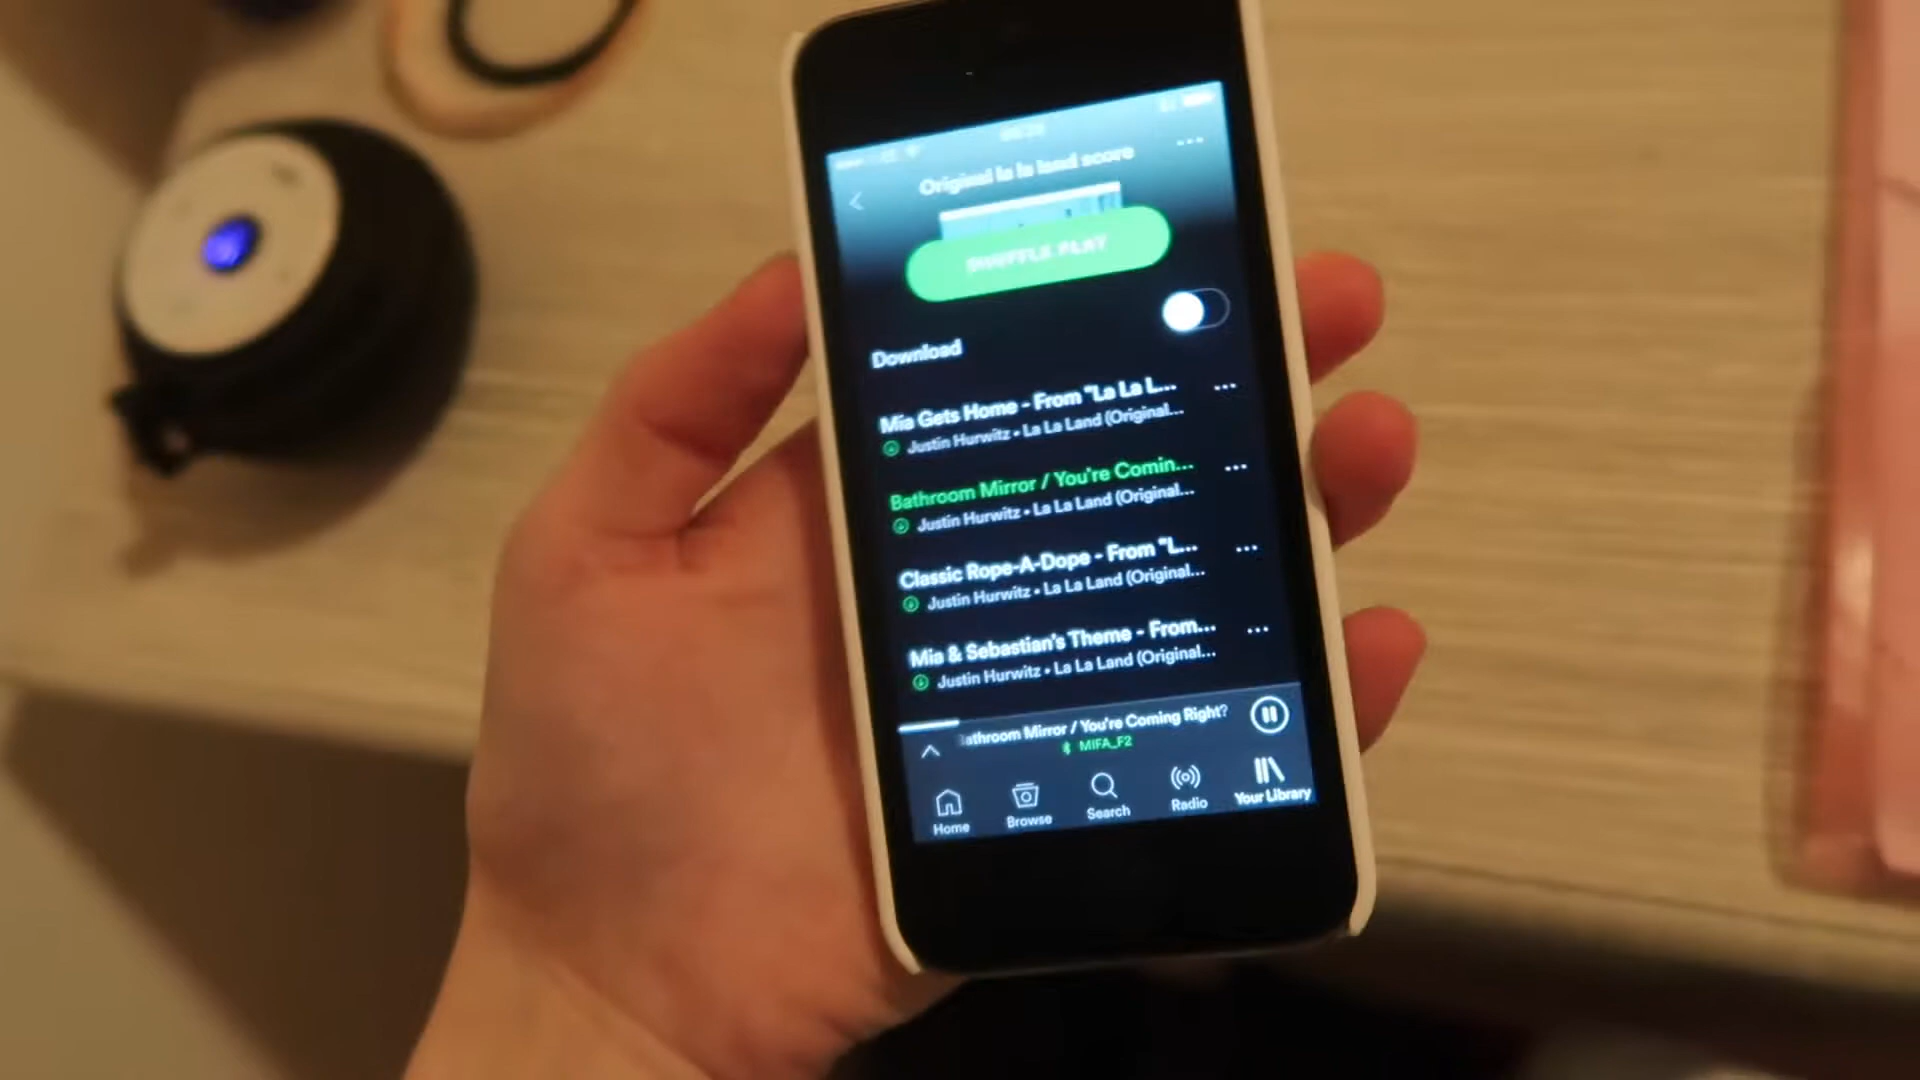 Original la la land score
SHUFFLE PLAY
Download
Mia Gets Home - From "La La L...
Justin Hurwitz • La La Land (Original...
Bathroom Mirror / You're Comin...
Justin Hurwitz • La La Land (Original...
Classic Rope-A-Dope - From "L...
Justin Hurwitz • La La Land (Original...
Mia & Sebastian's Theme - From...
Justin Hurwitz • La La Land (Original...
athroom Mirror / You're Coming Right?
MIFA_F2
Home Browse Search Radio Your Library